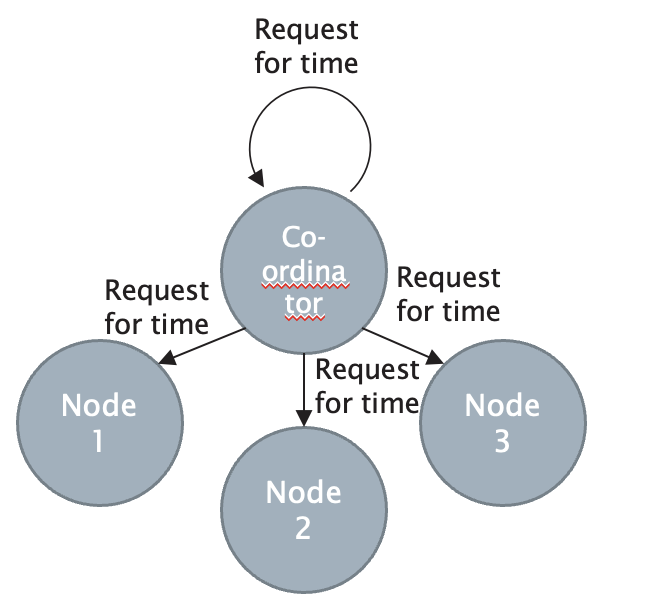 Request
for time
Co-
ordina
tor
Request
for time
Request
for time
Request
for time
Node
1
Node
2
Node
3